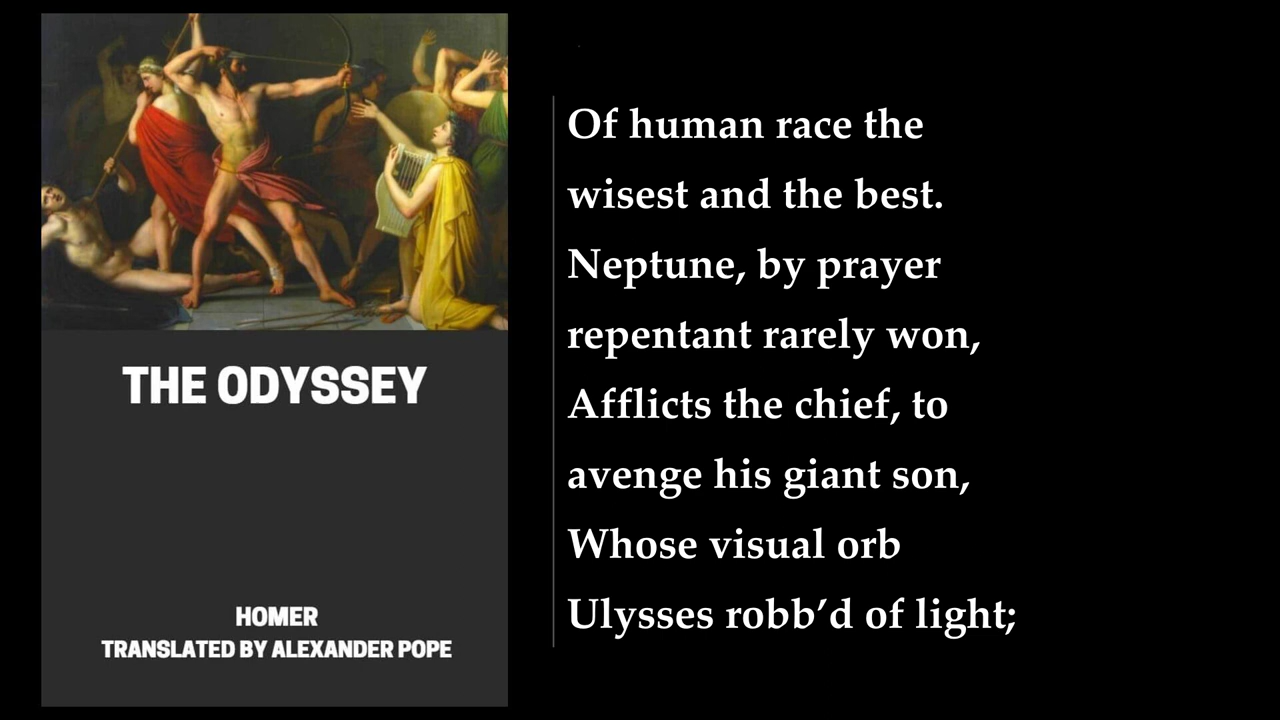 THE ODYSSEY
HOMER
TRANSLATED BY ALEXANDER POPE
Of human race the
wisest and the best.
Neptune, by prayer
repentant rarely won,
Afflicts the chief, to
avenge his giant son,
Whose visual orb
Ulysses robb’d of light;